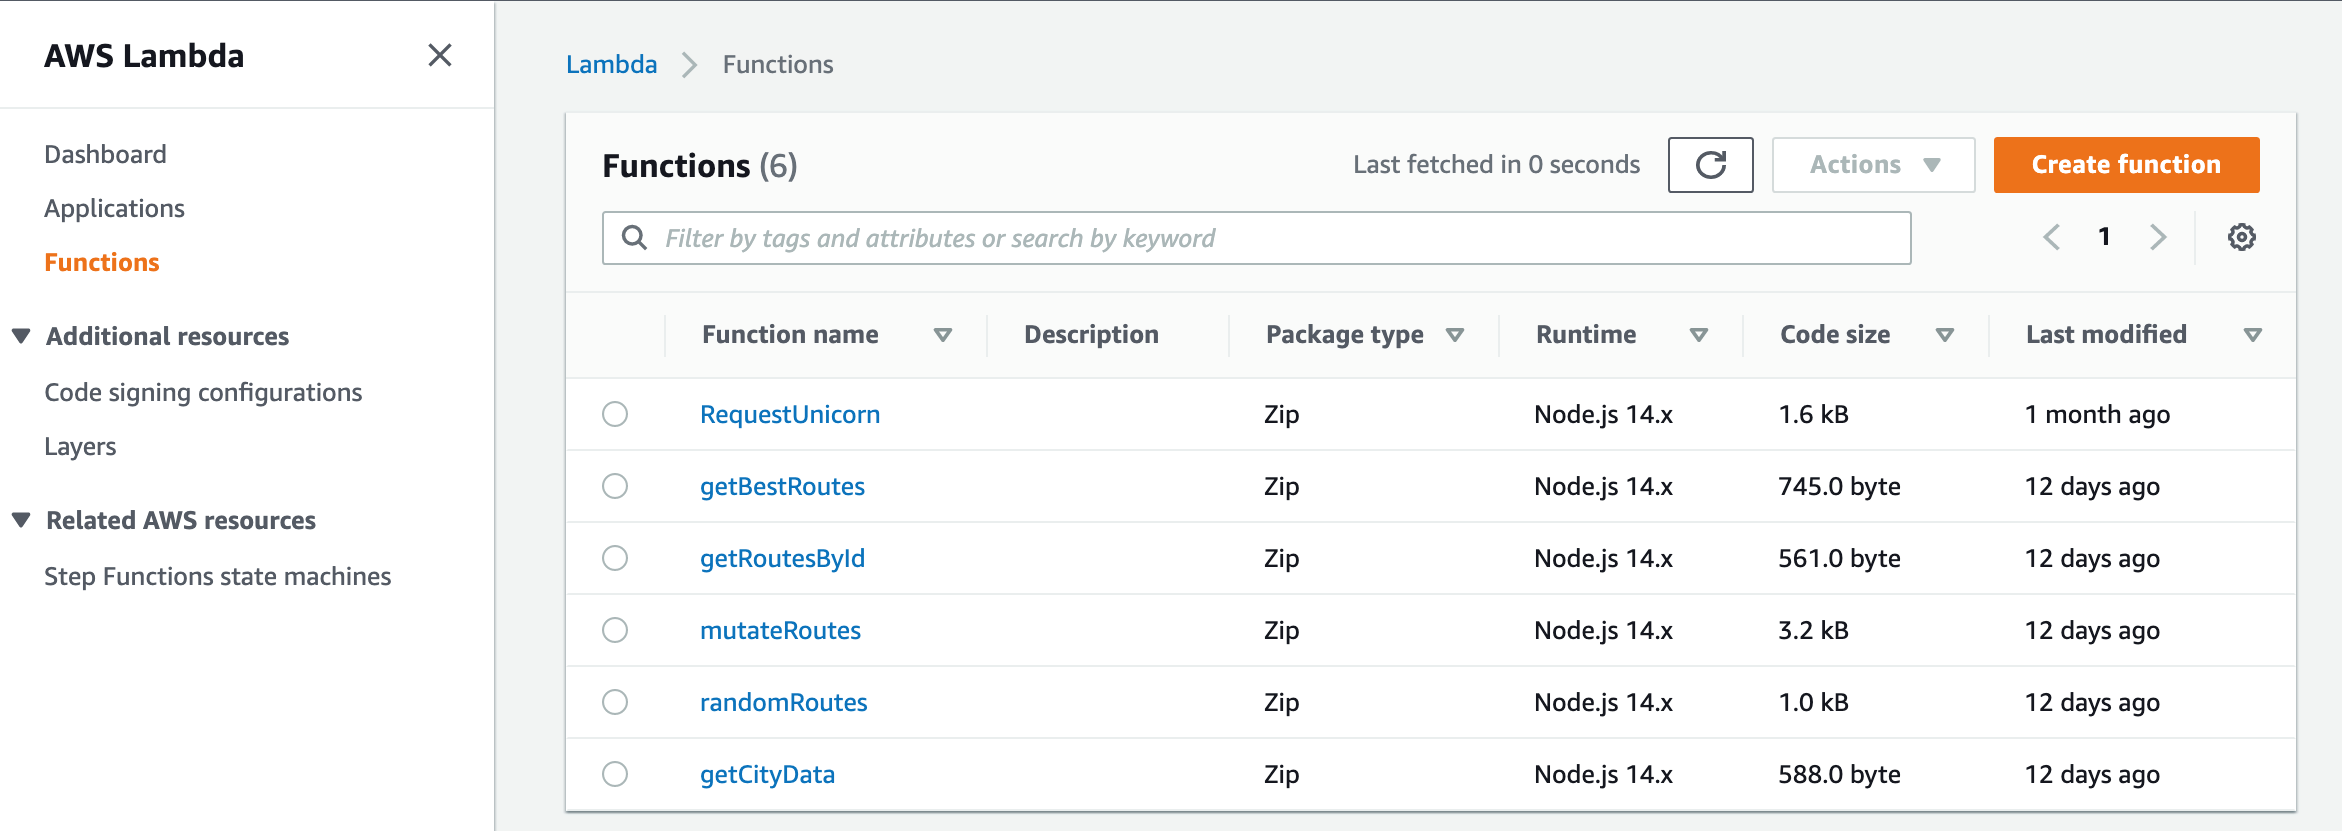 AWS Lambda
Dashboard
Applications
Functions
Additional resources
Code signing configurations
Layers
Related AWS resources
Step Functions state machines
Lambda Functions
Functions (6) Last fetched in 0 seconds Actions Create function
Filter by tags and attributes or search by keyword 1
Function name Description Package type Runtime Code size Last modified
RequestUnicorn Zip Node.js 14.x 1.6 kB 1 month ago
getBestRoutes Zip Node.js 14.x 745.0 byte 12 days ago
getRoutesById Zip Node.js 14.x 561.0 byte 12 days ago
mutateRoutes Zip Node.js 14.x 3.2 kB 12 days ago
randomRoutes Zip Node.js 14.x 1.0 kB 12 days ago
getCityData Zip Node.js 14.x 588.0 byte 12 days ago